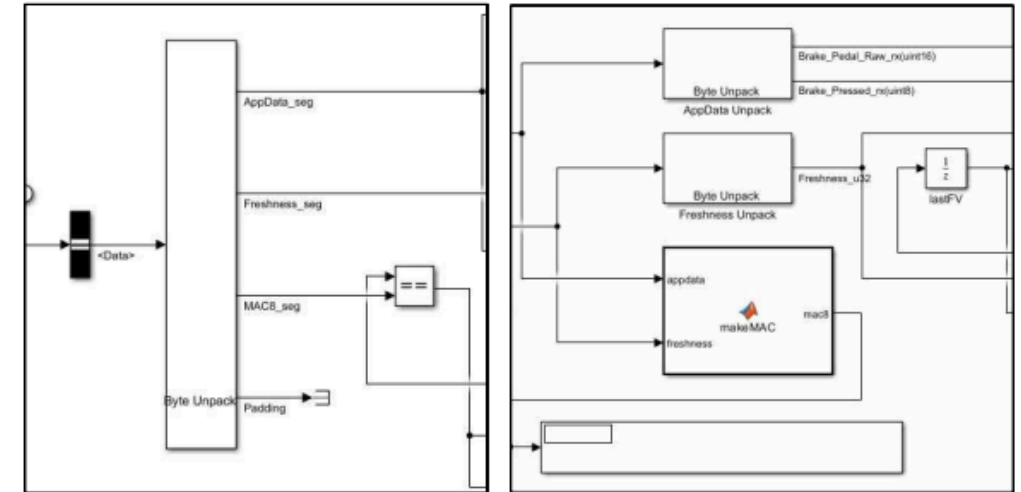 AppData_seg
Freshness_seg
<Data>
==
MAC8_seg
Byte Unpack
Padding
Brake_Pedal_Raw_rx(uint16)
Byte Unpack
Brake_Pressed_rx(uint8)
AppData Unpack
1
z
Freshness_u32
Byte Unpack
lastFV
Freshness Unpack
appdata
mac8
makeMAC
freshness